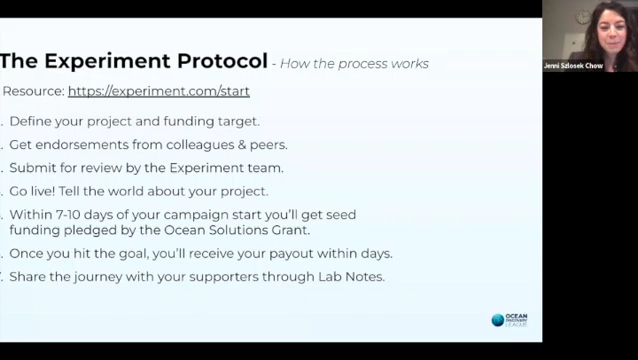 The Experiment Protocol - How the process works
Resource: https://experiment.com/start
. Define your project and funding target.
. Get endorsements from colleagues & peers.
. Submit for review by the Experiment team.
. Go live! Tell the world about your project.
. Within 7-10 days of your campaign start you'll get seed
funding pledged by the Ocean Solutions Grant.
. Once you hit the goal, you'll receive your payout within days.
. Share the journey with your supporters through Lab Notes.
Jenni Szlosek Chow
OCEAN
DISCOVERY
LEAGUE